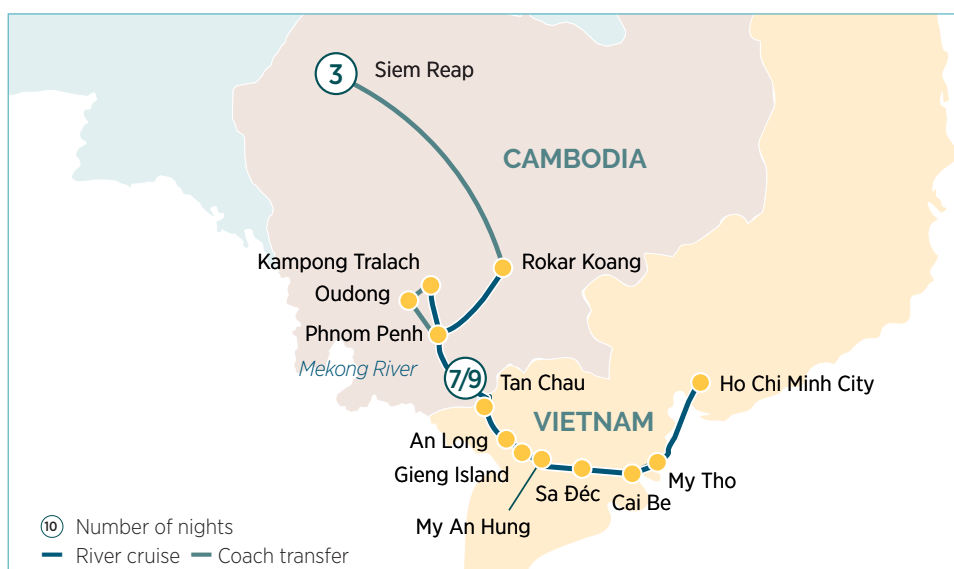 3
Siem Reap
CAMBODIA
Kampong Tralach
Rokar Koang
Oudong
Phnom Penh
Mekong River
7/9
Tan Chau
Ho Chi Minh City
VIETNAM
An Long
Gieng Island
My Tho
Sa Đéc
Cai Be
My An Hung
10 Number of nights
River cruise Coach transfer